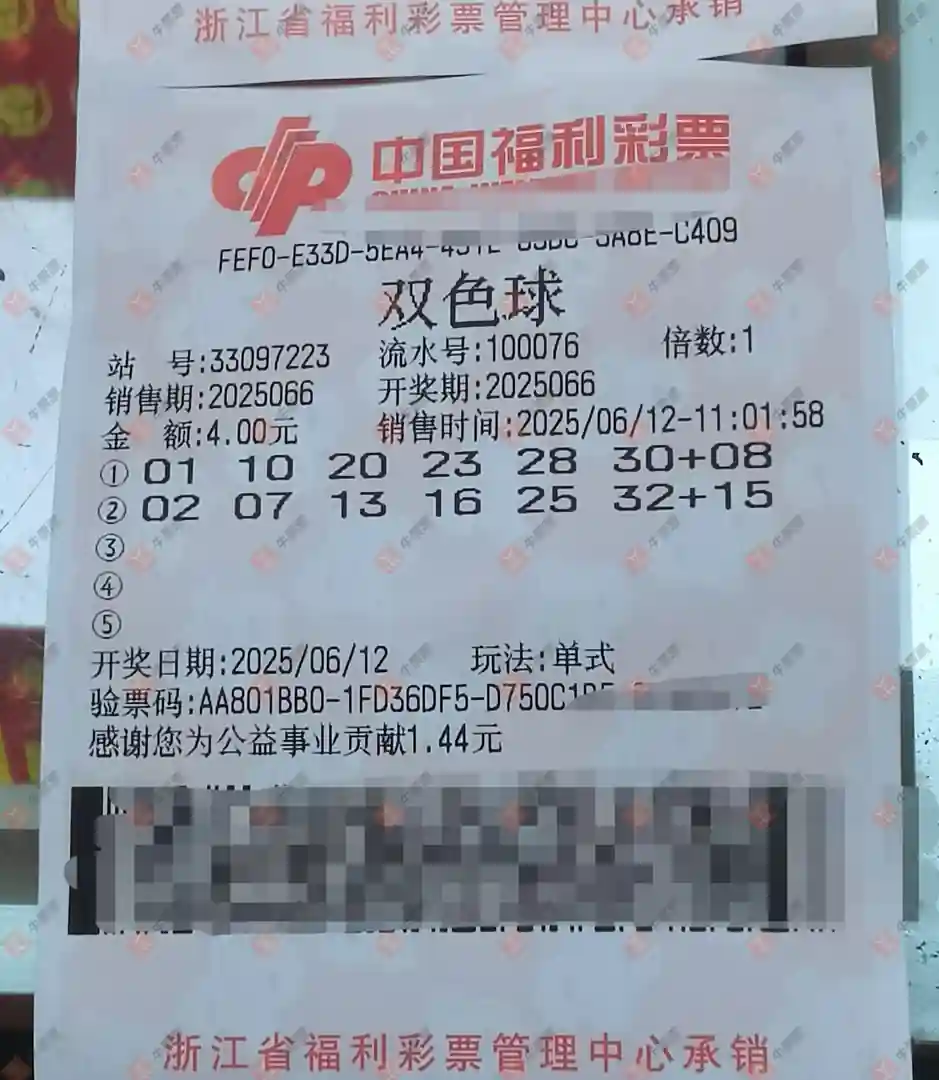 浙江省福利彩票管理中心承销
中国福利彩票
FEF0-E33D-5EA4- -C409
双色球
站 号:33097223 流水号:100076 倍数:1
销售期:2025066 开奖期:2025066
金 额:4.00元 销售时间:2025/06/12-11:01:58
① 01 10 20 23 28 30+08
② 02 07 13 16 25 32+15
③
④
⑤
开奖日期:2025/06/12 玩法:单式
验票码:AA801BB0-1FD36DF5-D750C
感谢您为公益事业贡献1.44元
浙江省福利彩票管理中心承销